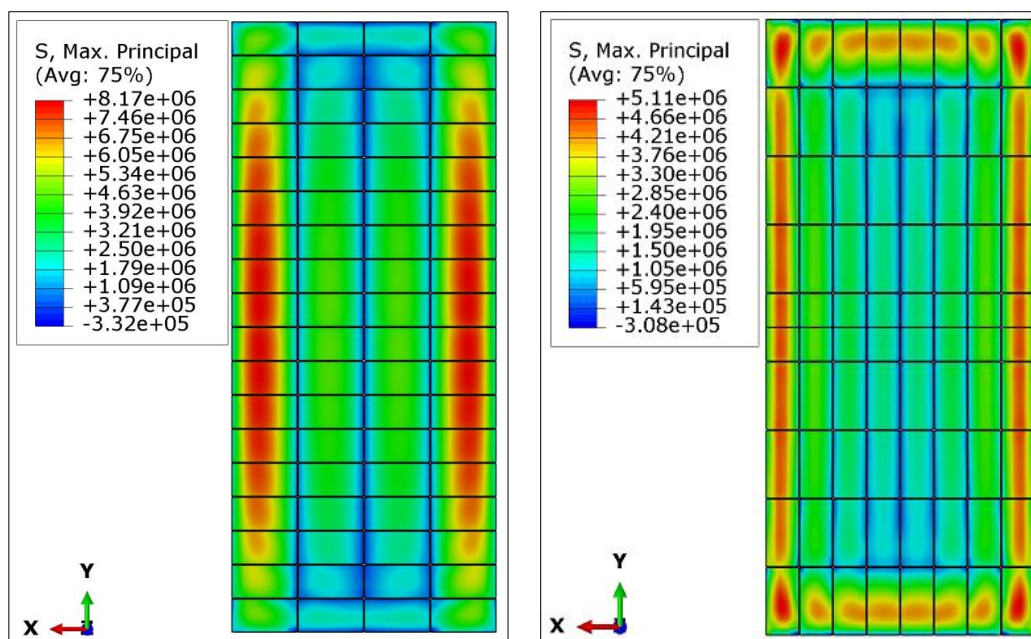 S, Max. Principal
(Avg: 75%)
+8.17e+06
+7.46e+06
+6.75e+06
+6.05e+06
+5.34e+06
+4.63e+06
+3.92e+06
+3.21e+06
+2.50e+06
+1.79e+06
+1.09e+06
+3.77e+05
-3.32e+05
Y
X
S, Max. Principal
(Avg: 75%)
+5.11e+06
+4.66e+06
+4.21e+06
+3.76e+06
+3.30e+06
+2.85e+06
+2.40e+06
+1.95e+06
+1.50e+06
+1.05e+06
+5.95e+05
+1.43e+05
-3.08e+05
Y
X